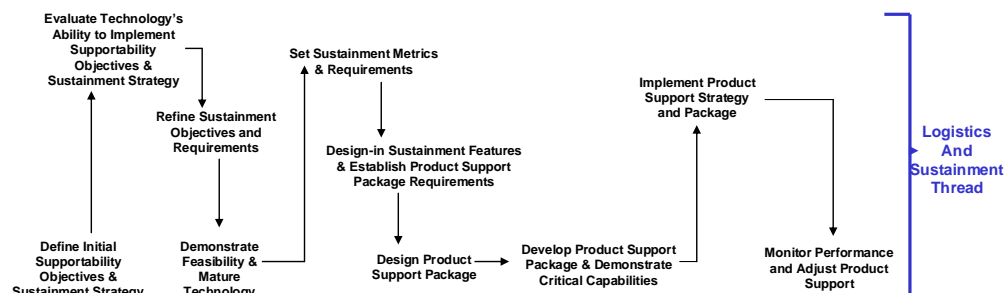 Evaluate Technology's
Ability to Implement
Supportability
Objectives &
Sustainment Strategy
Refine Sustainment
Objectives and
Requirements
Define Initial
Supportability
Objectives &
Sustainment Strategy
Demonstrate
Feasibility &
Mature
Technology
Set Sustainment Metrics
& Requirements
Design-in Sustainment Features
& Establish Product Support
Package Requirements
Design Product
Support Package
Develop Product Support
Package & Demonstrate
Critical Capabilities
Implement Product
Support Strategy
and Package
Monitor Performance
and Adjust Product
Support
Logistics
And
Sustainment
Thread